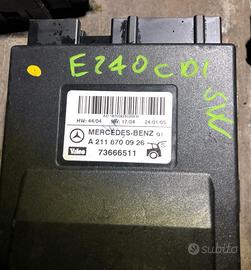 E240 CDI
SW
HW: 44/04 SW: 17/04 24/01/05
MERCEDES-BENZ G1
A 211 670 09 26
73666511
Valeo
subito